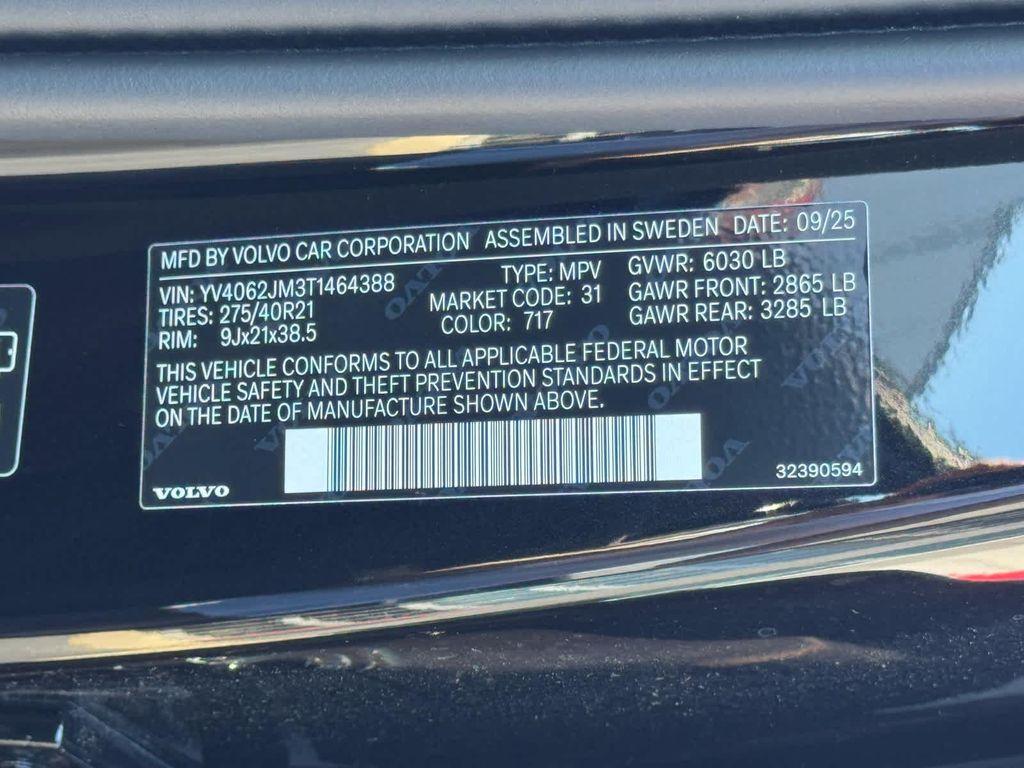 MFD BY VOLVO CAR CORPORATION ASSEMBLED IN SWEDEN DATE: 09/25
VIN: YV4062JM3T1464388 TYPE: MPV GVWR: 6030 LB
TIRES: 275/40R21 MARKET CODE: 31 GAWR FRONT: 2865 LB
RIM: 9Jx21x38.5 COLOR: 717 GAWR REAR: 3285 LB
THIS VEHICLE CONFORMS TO ALL APPLICABLE FEDERAL MOTOR
VEHICLE SAFETY AND THEFT PREVENTION STANDARDS IN EFFECT
ON THE DATE OF MANUFACTURE SHOWN ABOVE.
VOLVO 32390594